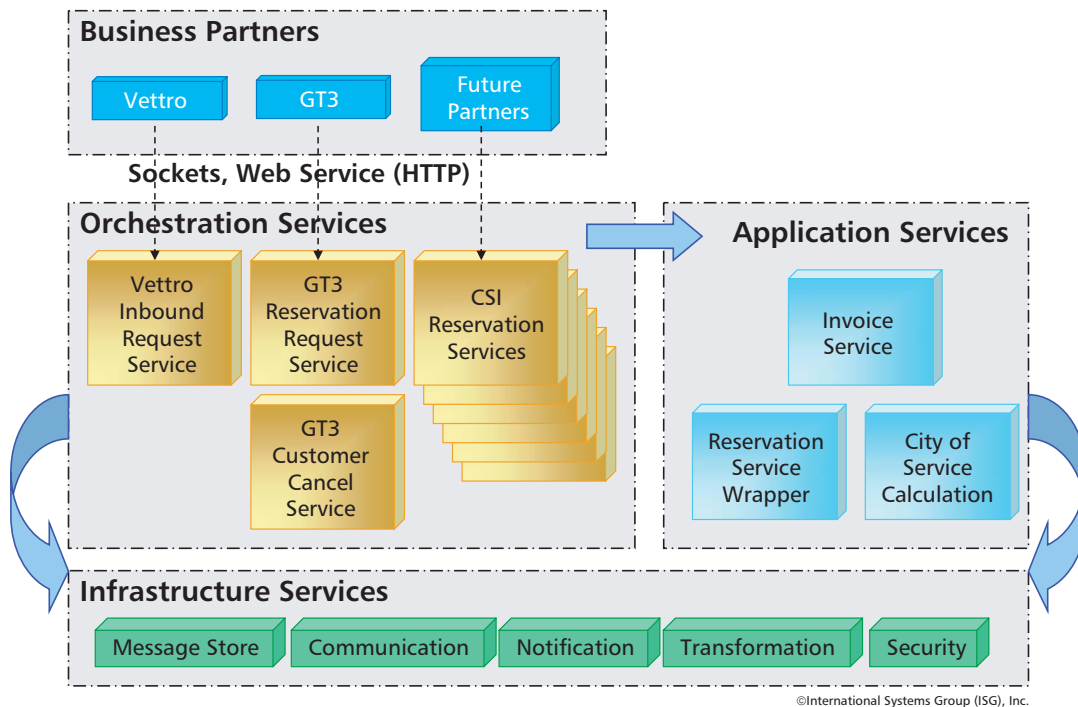 Business Partners
Vettro
GT3
Future
Partners
Sockets, Web Service (HTTP)
Orchestration Services
Vettro
Inbound
Request
Service
GT3
Reservation
Request
Service
CSI
Reservation
Services
GT3
Customer
Cancel
Service
Application Services
Invoice
Service
Reservation
Service
Wrapper
City of
Service
Calculation
Infrastructure Services
Message Store
Communication
Notification
Transformation
Security
©International Systems Group (ISG), Inc.